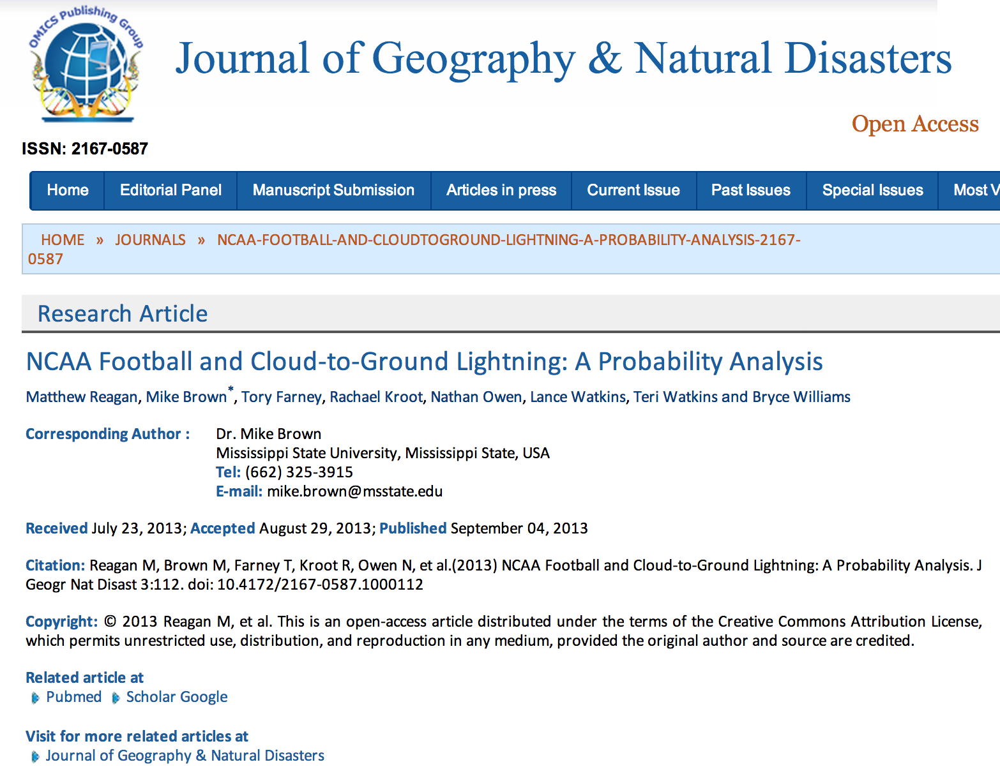 OMICS Publishing Group
Journal of Geography & Natural Disasters
Open Access
ISSN: 2167-0587
Home Editorial Panel Manuscript Submission Articles in press Current Issue Past Issues Special Issues Most V
HOME » JOURNALS » NCAA-FOOTBALL-AND-CLOUDTOGROUND-LIGHTNING-A-PROBABILITY-ANALYSIS-2167-
0587
Research Article
NCAA Football and Cloud-to-Ground Lightning: A Probability Analysis
Matthew Reagan, Mike Brown*, Tory Farney, Rachael Kroot, Nathan Owen, Lance Watkins, Teri Watkins and Bryce Williams
Corresponding Author : Dr. Mike Brown
Mississippi State University, Mississippi State, USA
Tel: (662) 325-3915
E-mail: mike.brown@msstate.edu
Received July 23, 2013; Accepted August 29, 2013; Published September 04, 2013
Citation: Reagan M, Brown M, Farney T, Kroot R, Owen N, et al.(2013) NCAA Football and Cloud-to-Ground Lightning: A Probability Analysis. J
Geogr Nat Disast 3:112. doi: 10.4172/2167-0587.1000112
Copyright: © 2013 Reagan M, et al. This is an open-access article distributed under the terms of the Creative Commons Attribution License,
which permits unrestricted use, distribution, and reproduction in any medium, provided the original author and source are credited.
Related article at
Pubmed Scholar Google
Visit for more related articles at
Journal of Geography & Natural Disasters